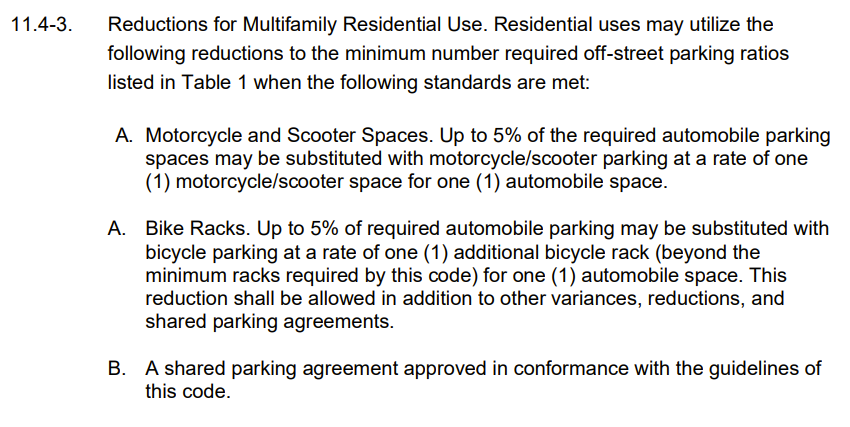 11.4-3. Reductions for Multifamily Residential Use. Residential uses may utilize the
following reductions to the minimum number required off-street parking ratios
listed in Table 1 when the following standards are met:
A. Motorcycle and Scooter Spaces. Up to 5% of the required automobile parking
spaces may be substituted with motorcycle/scooter parking at a rate of one
(1) motorcycle/scooter space for one (1) automobile space.
A. Bike Racks. Up to 5% of required automobile parking may be substituted with
bicycle parking at a rate of one (1) additional bicycle rack (beyond the
minimum racks required by this code) for one (1) automobile space. This
reduction shall be allowed in addition to other variances, reductions, and
shared parking agreements.
B. A shared parking agreement approved in conformance with the guidelines of
this code.